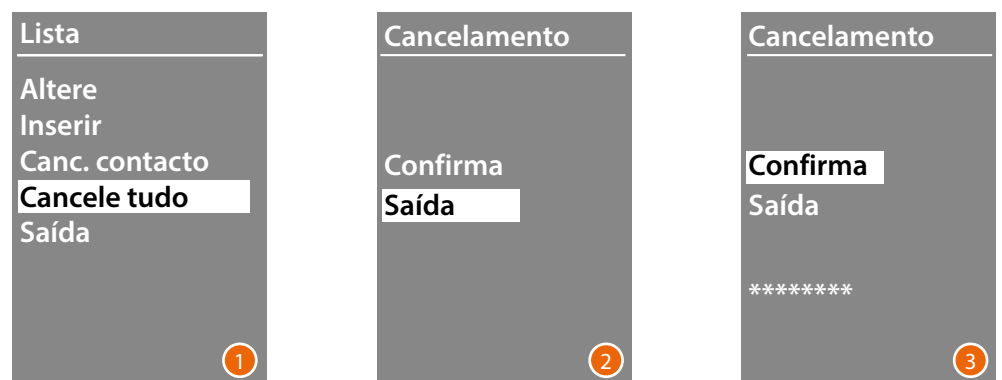 Lista
Altere
Inserir
Canc. contacto
Cancele tudo
Saída
1
Cancelamento
Confirma
Saída
2
Cancelamento
Confirma
Saída
********
3